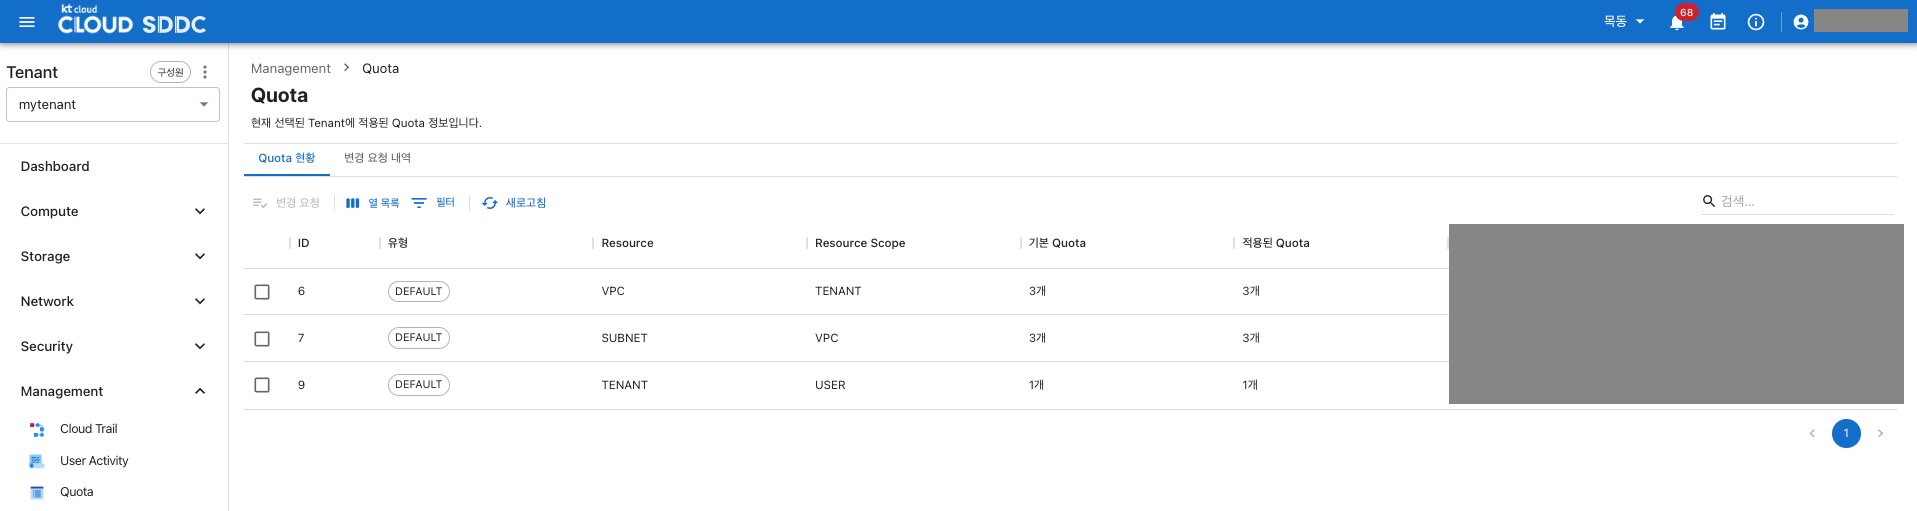 kt cloud
CLOUD SDDC
목동
68
Tenant
구성원
mytenant
Dashboard
Compute
Storage
Network
Security
Management
Cloud Trail
User Activity
Quota
Management > Quota
Quota
현재 선택된 Tenant에 적용된 Quota 정보입니다.
Quota 현황 변경 요청 내역
변경 요청 열 목록 필터 새로고침 검색...
ID 유형 Resource Resource Scope 기본 Quota 적용된 Quota
6 DEFAULT VPC TENANT 3개 3개
7 DEFAULT SUBNET VPC 3개 3개
9 DEFAULT TENANT USER 1개 1개
1